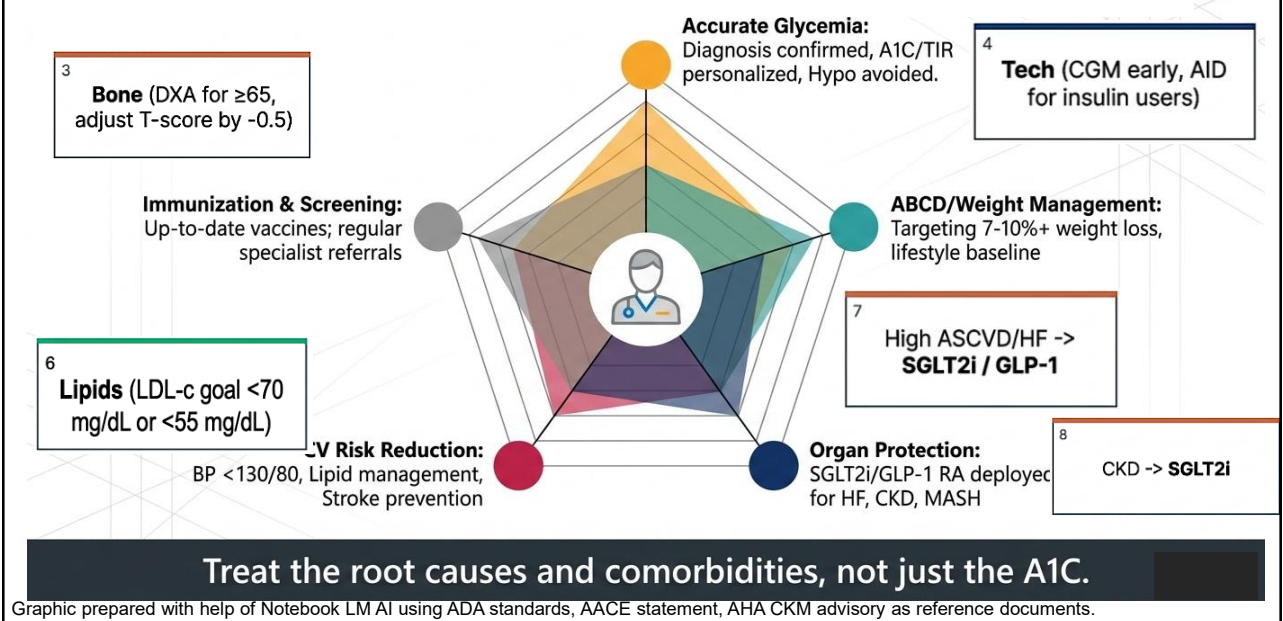 Accurate Glycemia:
Diagnosis confirmed, A1C/TIR
personalized, Hypo avoided.
3
Bone (DXA for ≥65,
adjust T-score by -0.5)
4
Tech (CGM early, AID
for insulin users)
Immunization & Screening:
Up-to-date vaccines; regular
specialist referrals
ABCD/Weight Management:
Targeting 7-10%+ weight loss,
lifestyle baseline
7
High ASCVD/HF ->
SGLT2i / GLP-1
6
Lipids (LDL-c goal <70
mg/dL or <55 mg/dL)
CV Risk Reduction:
BP <130/80, Lipid management,
Stroke prevention
Organ Protection:
SGLT2i/GLP-1 RA deployed
for HF, CKD, MASH
8
CKD -> SGLT2i
Treat the root causes and comorbidities, not just the A1C.
Graphic prepared with help of Notebook LM AI using ADA standards, AACE statement, AHA CKM advisory as reference documents.